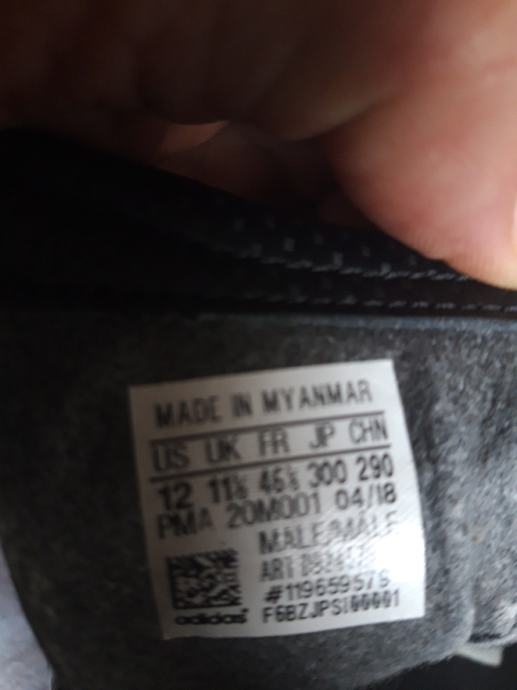 MADE IN MYANMAR
US UK FR JP CHN
12 11½ 46⅔ 300 290
PMA 20M001 04/18
MALE/MALE
ART
adidas